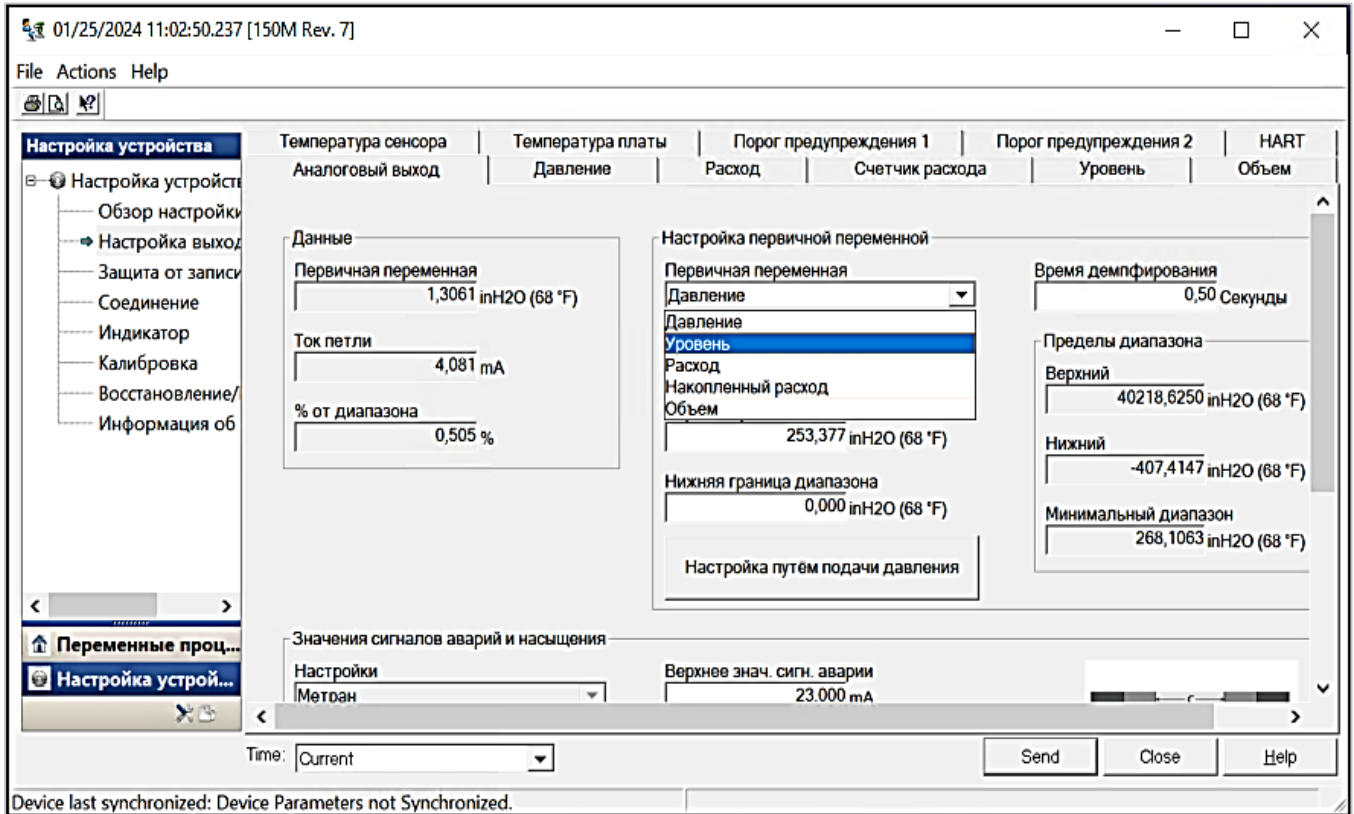 01/25/2024 11:02:50.237 [150M Rev. 7]
File Actions Help
Настройка устройства
Настройка устройств
Обзор настройки
Настройка выход
Защита от записи
Соединение
Индикатор
Калибровка
Восстановление/
Информация об
Переменные проц...
Настройка устрой...
Температура сенсора
Температура платы
Порог предупреждения 1
Порог предупреждения 2
HART
Аналоговый выход
Давление
Расход
Счетчик расхода
Уровень
Объем
Данные
Первичная переменная
1,3061 inH2O (68 °F)
Ток петли
4,081 mA
% от диапазона
0,505 %
Настройка первичной переменной
Первичная переменная
Давление
Давление
Уровень
Расход
Накопленный расход
Объем
253,377 inH2O (68 °F)
Нижняя граница диапазона
0,000 inH2O (68 °F)
Настройка путём подачи давления
Время демпфирования
0,50 Секунды
Пределы диапазона
Верхний
40218,6250 inH2O (68 °F)
Нижний
-407,4147 inH2O (68 °F)
Минимальный диапазон
268,1063 inH2O (68 °F)
Значения сигналов аварий и насыщения
Настройки
Метран
Верхнее знач. сигн. аварии
23.000 mA
C
Time: Current
Send
Close
Help
Device last synchronized: Device Parameters not Synchronized.